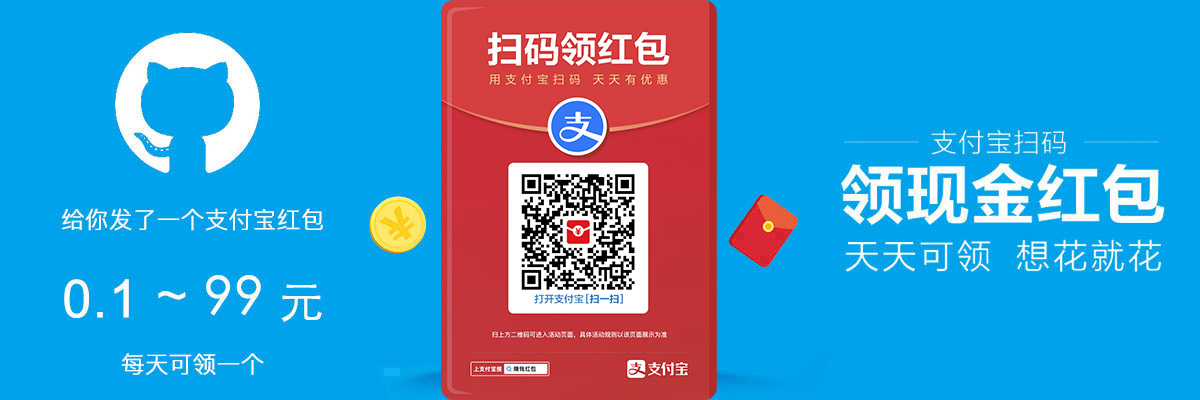 给你发了一个支付宝红包
0.1 ~ 99 元
每天可领一个
扫码领红包
用支付宝扫码 天天有优惠
支
打开支付宝[扫一扫]
扫上方二维码可进入活动页面，具体活动规则以该页面展示为准
上支付宝搜 赚钱红包
支 支付宝
支付宝扫码
领现金红包
天天可领 想花就花